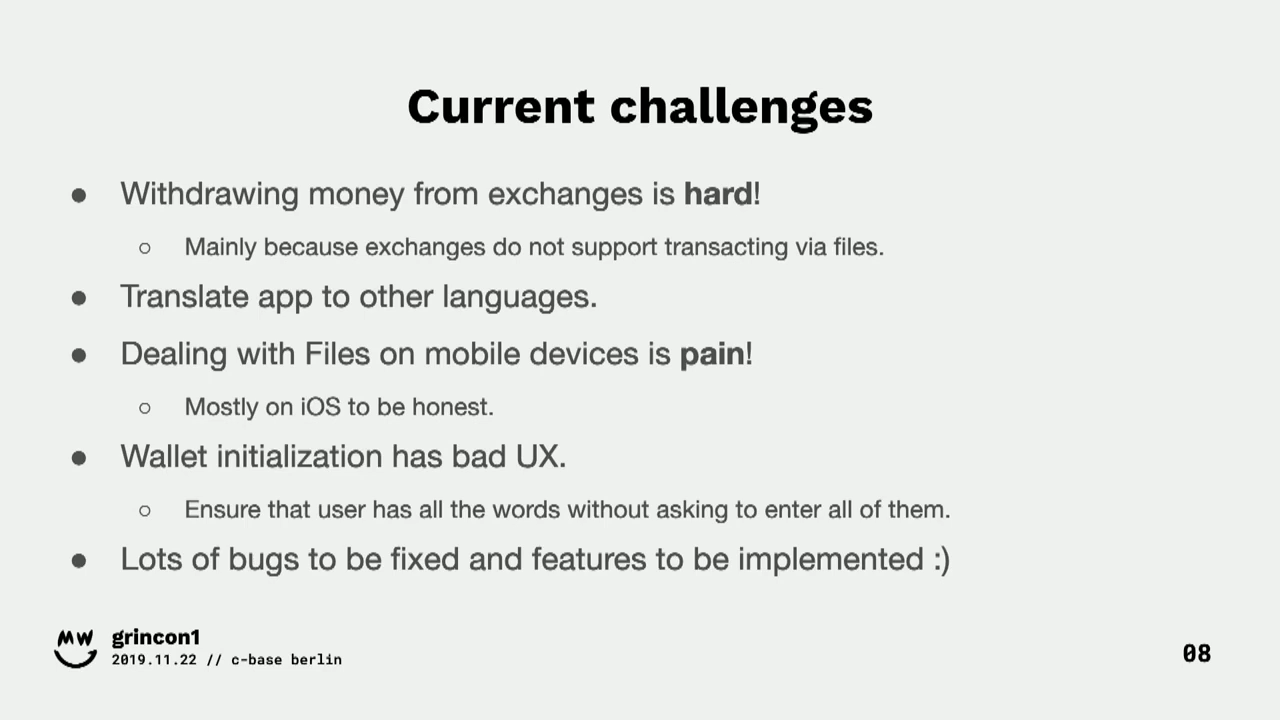 Current challenges
● Withdrawing money from exchanges is hard!
○ Mainly because exchanges do not support transacting via files.
● Translate app to other languages.
● Dealing with Files on mobile devices is pain!
○ Mostly on iOS to be honest.
● Wallet initialization has bad UX.
○ Ensure that user has all the words without asking to enter all of them.
● Lots of bugs to be fixed and features to be implemented :)
MW
grincon1
2019.11.22 // c-base berlin
08